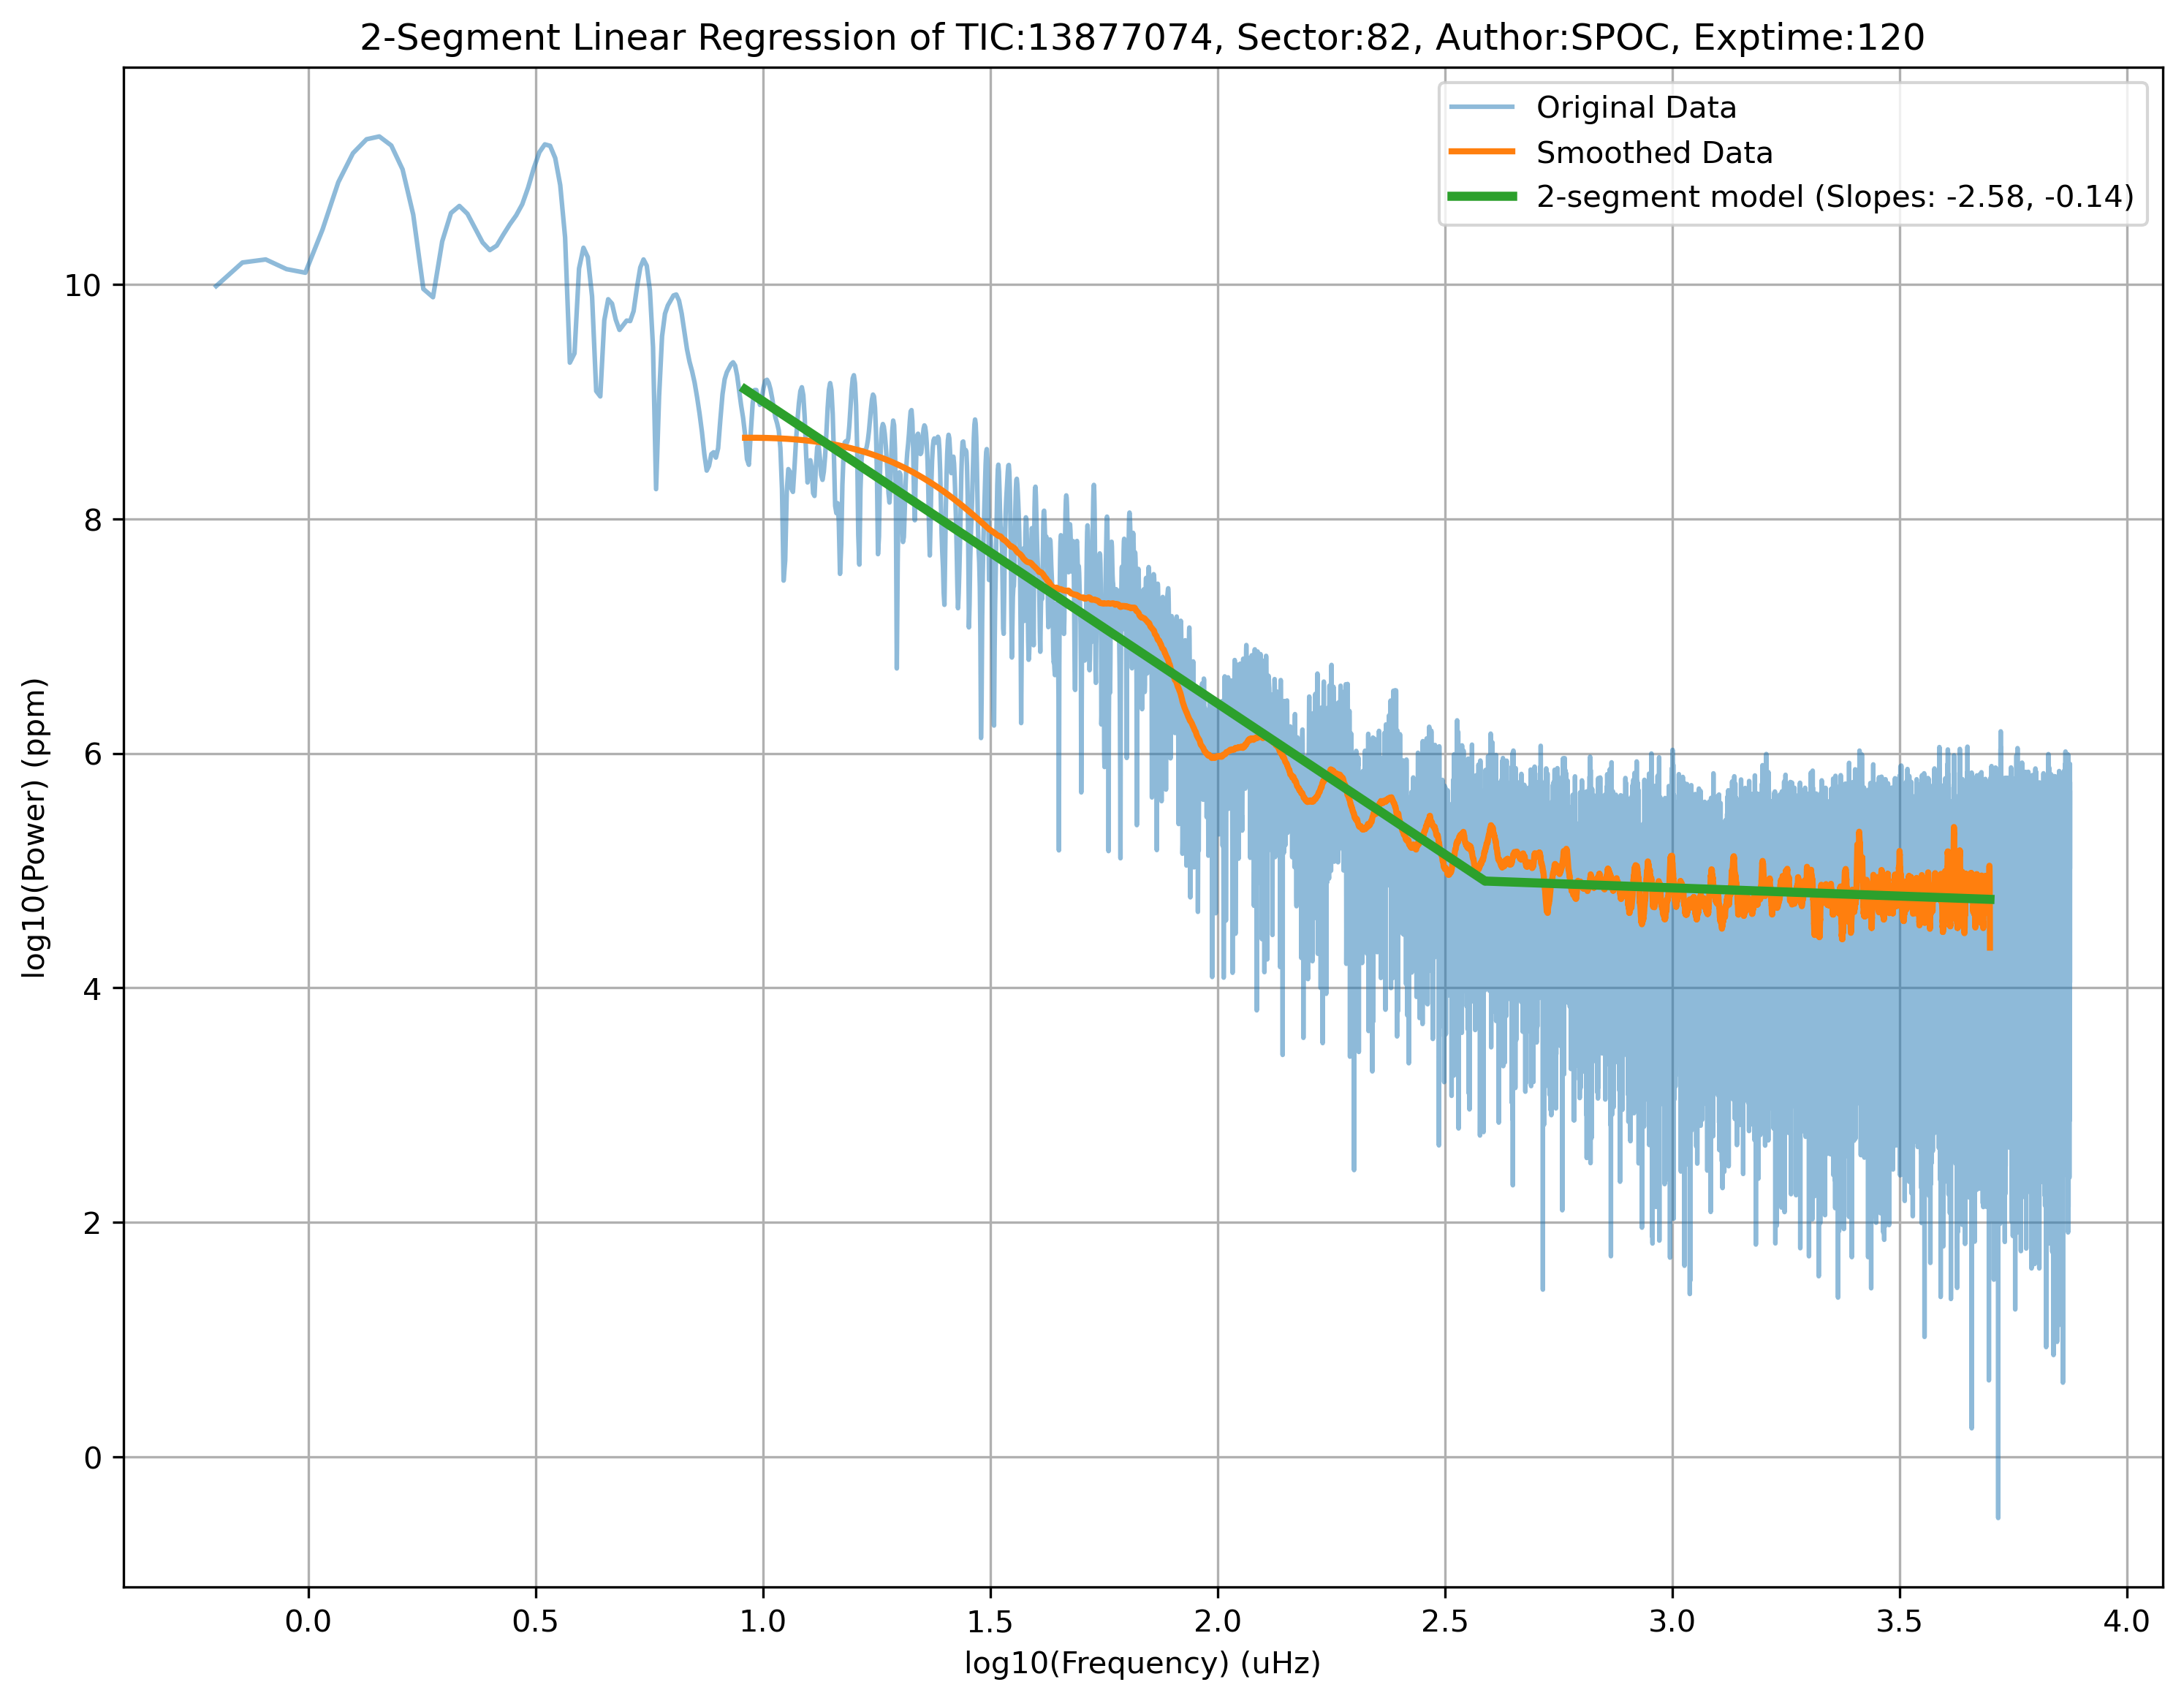 2-Segment Linear Regression of TIC:13877074, Sector:82, Author:SPOC, Exptime:120
Original Data
Smoothed Data
2-segment model (Slopes: -2.58, -0.14)
log10(Power) (ppm)
10
8
6
4
2
0
0.0 0.5 1.0 1.5 2.0 2.5 3.0 3.5 4.0
log10(Frequency) (uHz)